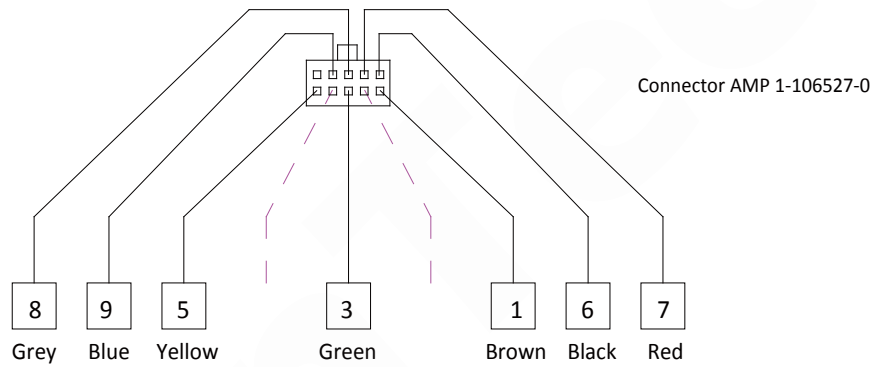 Connector AMP 1-106527-0
8 9 5 3 1 6 7
Grey Blue Yellow Green Brown Black Red